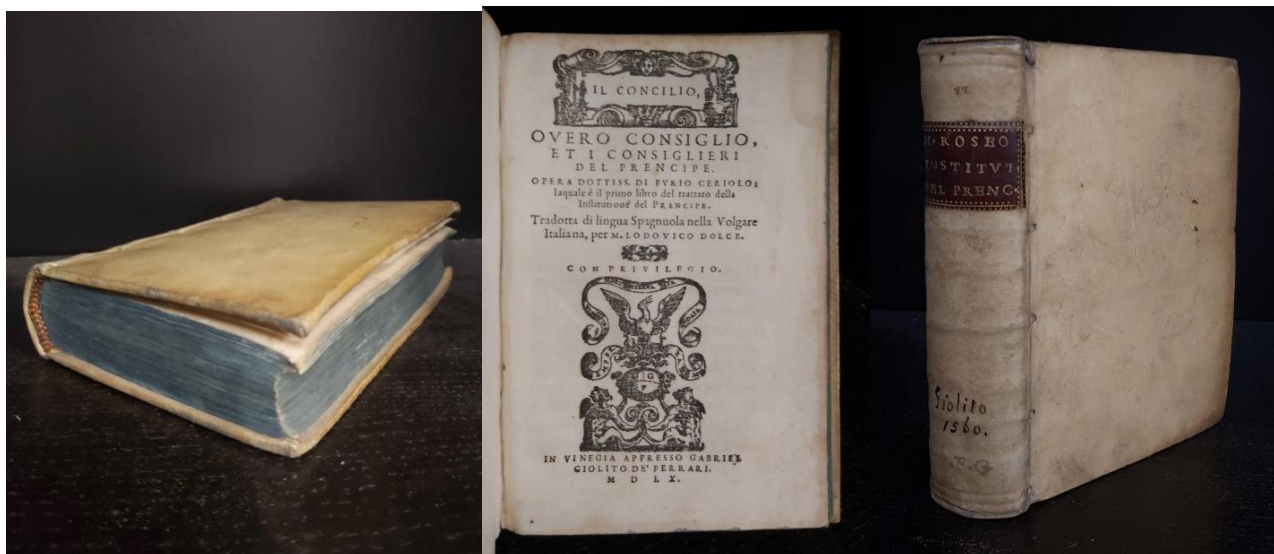 IL CONCILIO,
OVERO CONSIGLIO,
ET I CONSIGLIERI
DEL PRENCIPE.
OPERA DOTTISS. DI FVRIO CERIOLO;
laquale è il primo libro del trattato della
Institutione del PRENCIPE.
Tradotta di lingua Spagnuola nella Volgare
Italiana, per M. LODOVICO DOLCE.
CON PRIVILEGIO.
SEMPER
G
F
IN VINEGIA APPRESSO GABRIEL
GIOLITO DE' FERRARI.
M D LX.
M. ROSEO
INSTITVT.
DEL PRENC.
Giolito
1560.
F. G